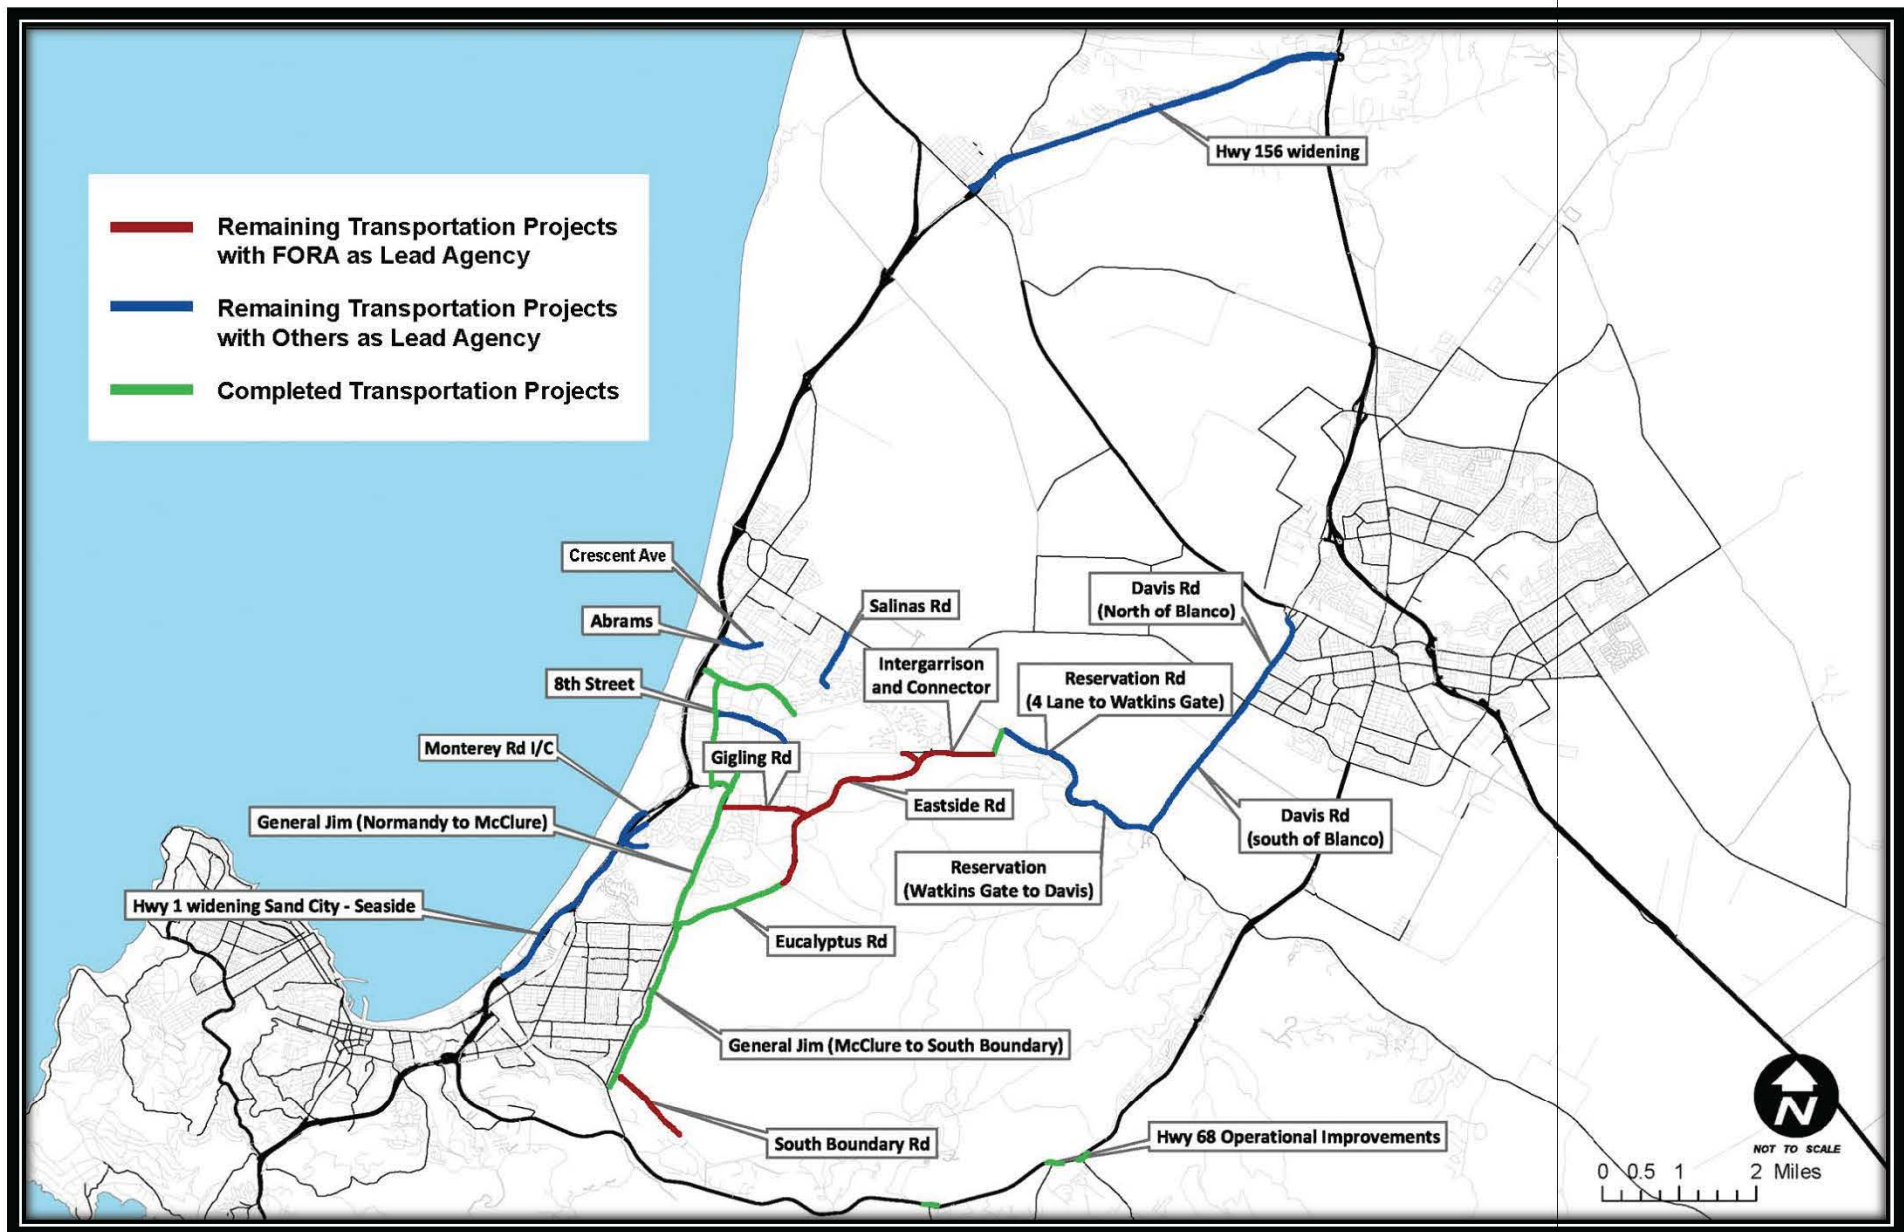 Remaining Transportation Projects
with FORA as Lead Agency
Remaining Transportation Projects
with Others as Lead Agency
Completed Transportation Projects
Hwy 156 widening
Crescent Ave
Abrams
8th Street
Monterey Rd I/C
General Jim (Normandy to McClure)
Hwy 1 widening Sand City - Seaside
Salinas Rd
Intergarrison
and Connector
Davis Rd
(North of Blanco)
Reservation Rd
(4 Lane to Watkins Gate)
Gigling Rd
Eastside Rd
Davis Rd
(south of Blanco)
Reservation
(Watkins Gate to Davis)
Eucalyptus Rd
General Jim (McClure to South Boundary)
South Boundary Rd
Hwy 68 Operational Improvements
N
NOT TO SCALE
0 0.5 1 2 Miles